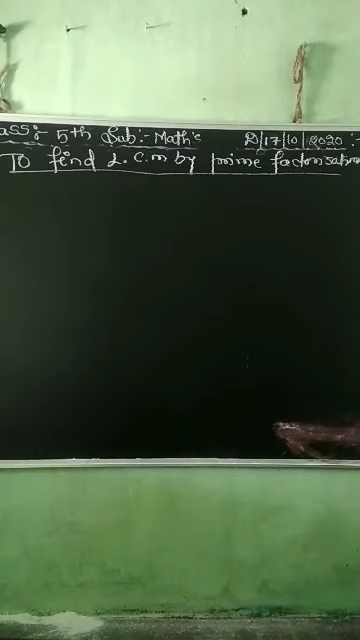 ass:- 5th Sub:- Math's D|17|10|2020:-
To find L.C.m by prime factorisation